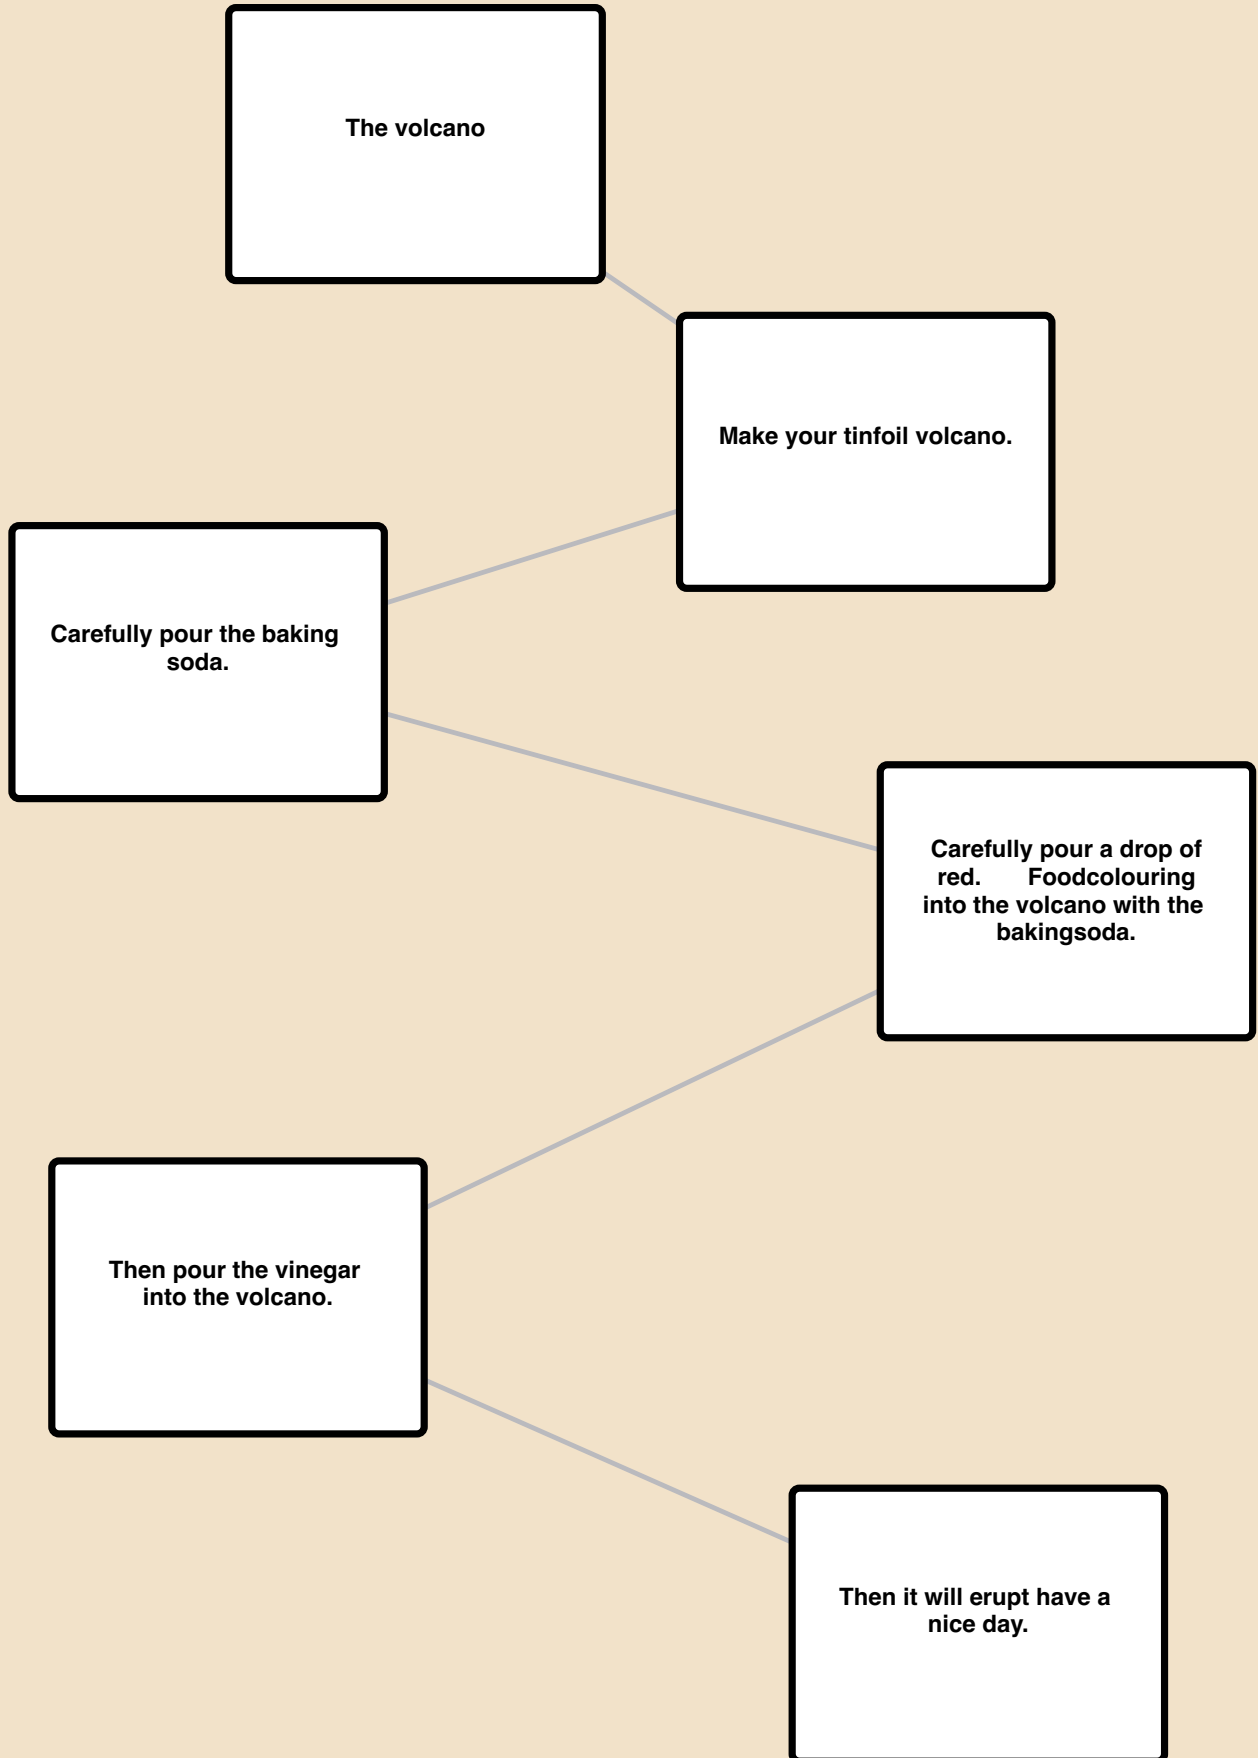 The volcano
Make your tinfoil volcano.
Carefully pour the baking
soda.
Carefully pour a drop of
red. Foodcolouring
into the volcano with the
bakingsoda.
Then pour the vinegar
into the volcano.
Then it will erupt have a
nice day.